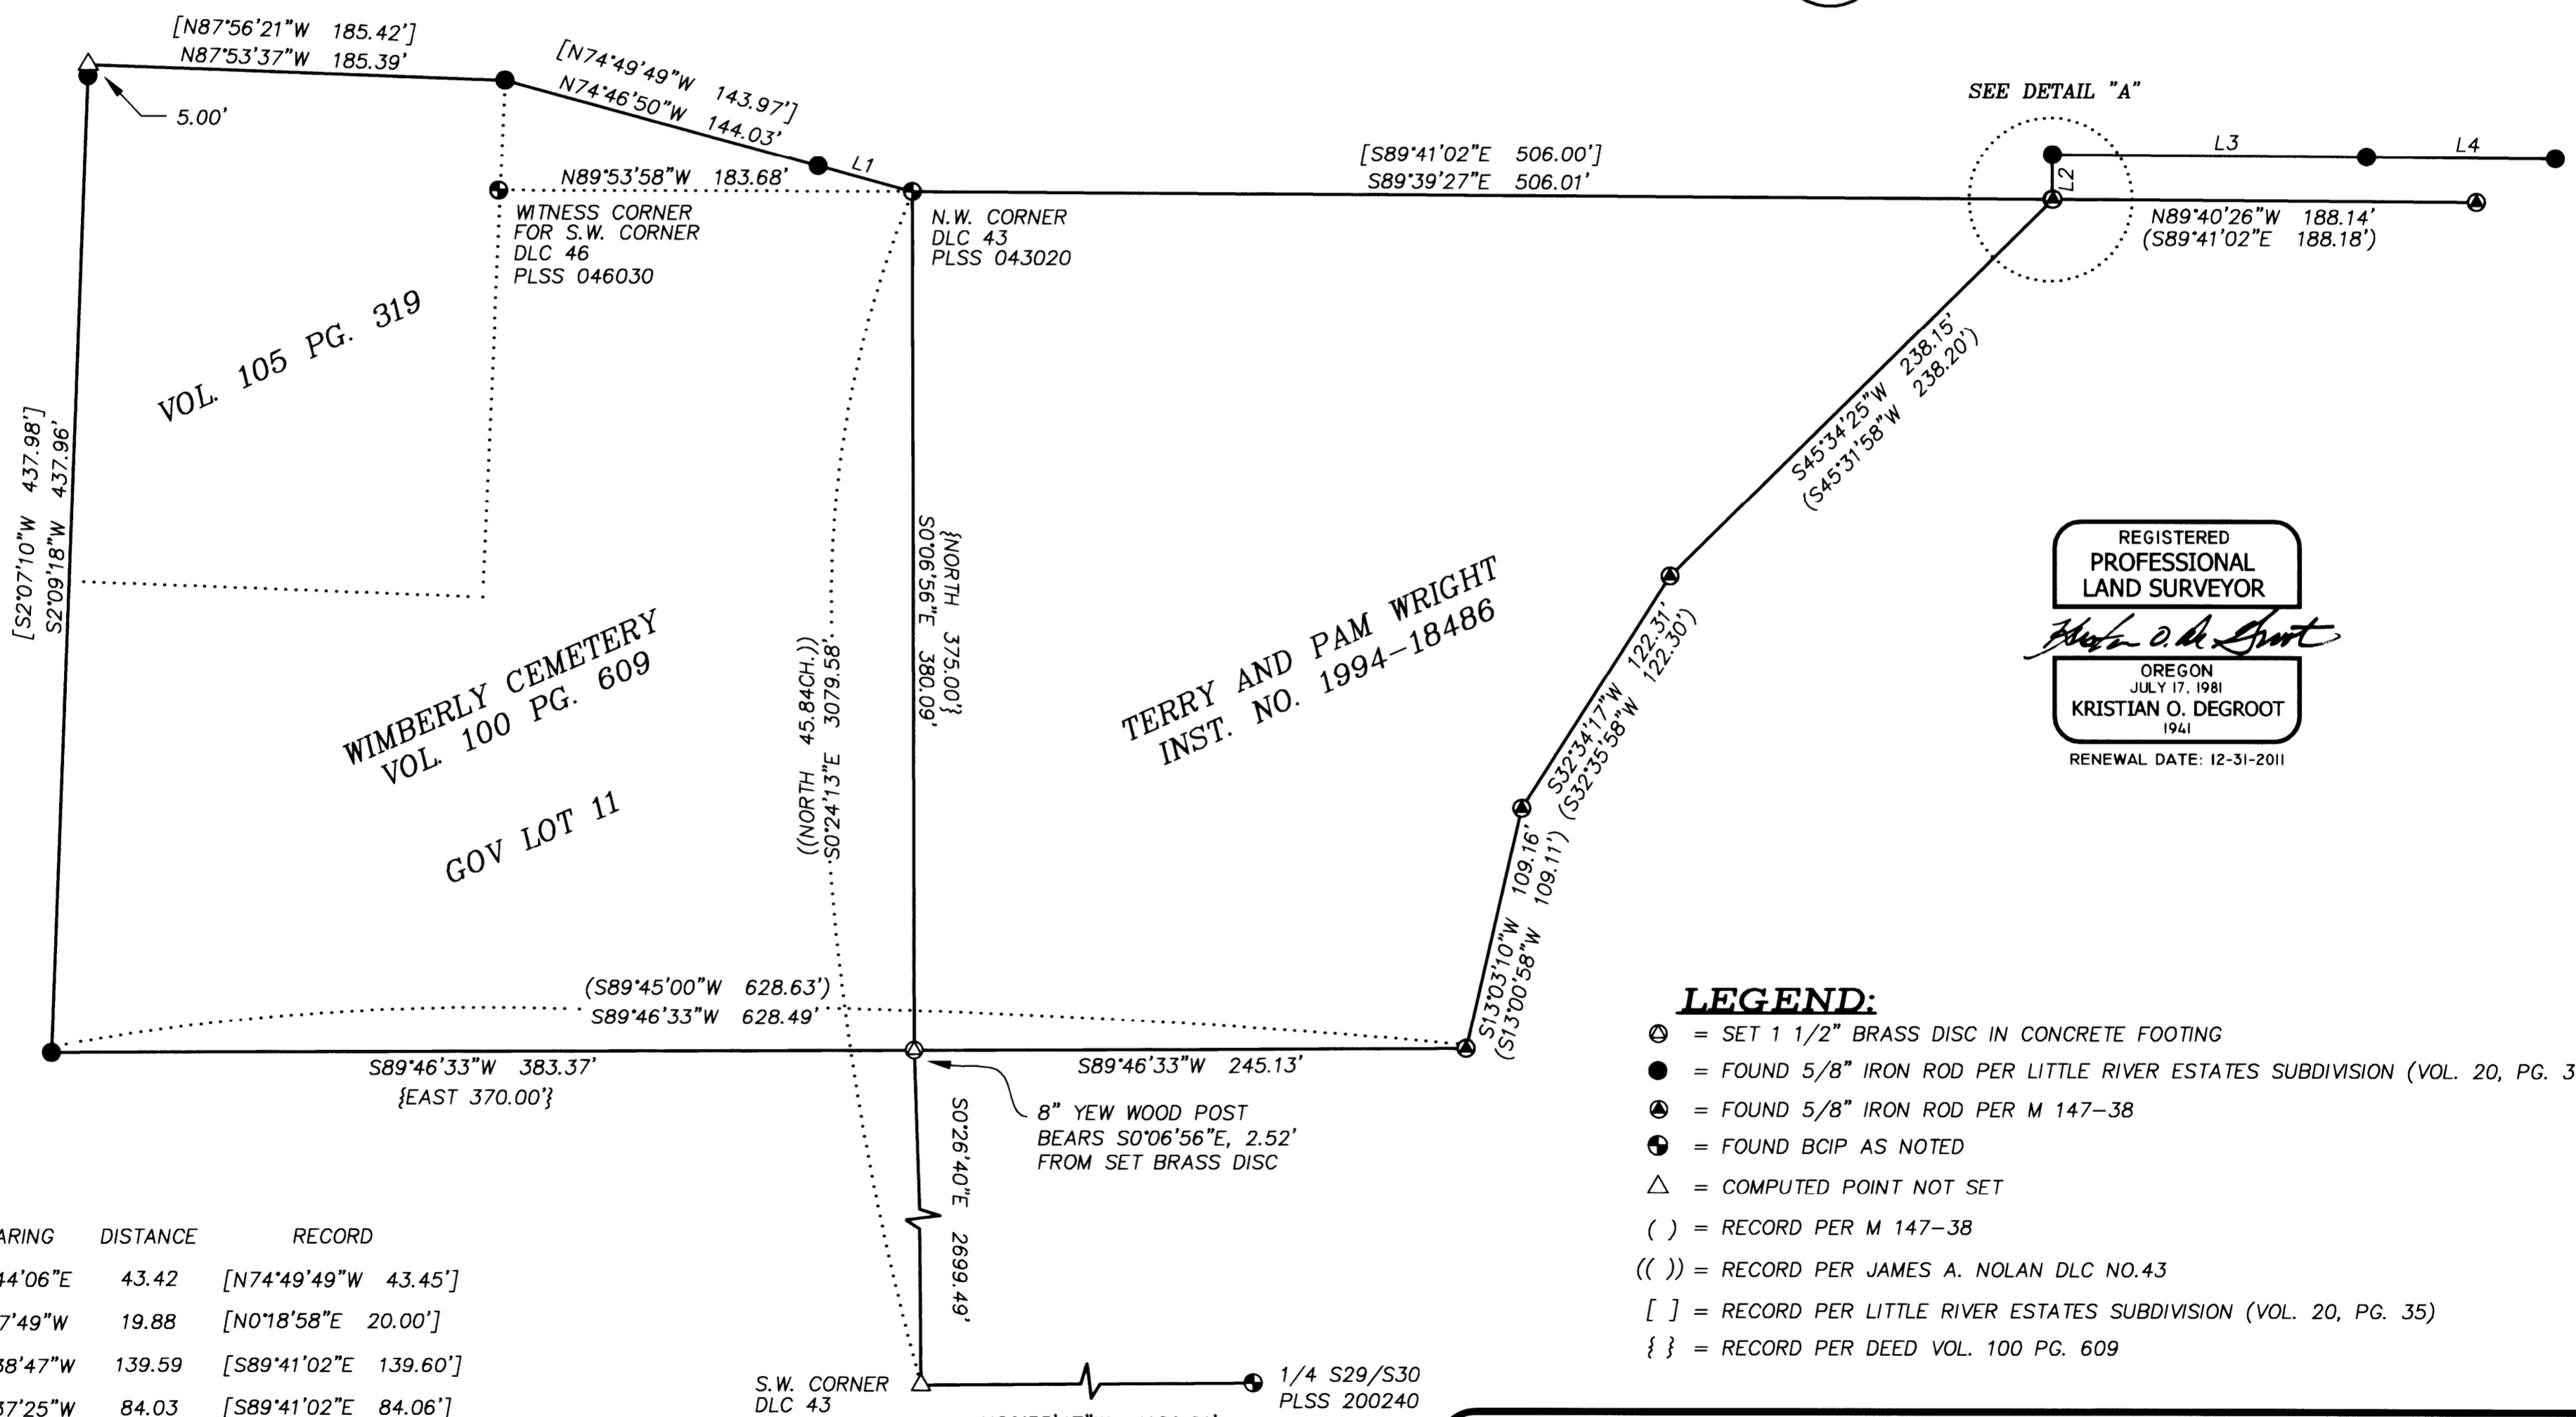 [N87°56'21"W 185.42']
N87°53'37"W 185.39'
5.00'
[N74°49'49"W 143.97']
N74°46'50"W 144.03'
L1
N89°53'58"W 183.68'
WITNESS CORNER
FOR S.W. CORNER
DLC 46
PLSS 046030
N.W. CORNER
DLC 43
PLSS 043020
[S89°41'02"E 506.00']
S89°39'27"E 506.01'
SEE DETAIL "A"
L2
L3
L4
N89°40'26"W 188.14'
(S89°41'02"E 188.18')
VOL. 105 PG. 319
[S2°07'10"W 437.98']
S2°09'18"W 437.96'
WIMBERLY CEMETERY
VOL. 100 PG. 609
GOV LOT 11
((NORTH 45.84CH.))
S0°24'13"E 3079.58'
{NORTH 375.00'}
S0°06'56"E 380.09'
TERRY AND PAM WRIGHT
INST. NO. 1994-18486
S45°34'25"W 238.15'
(S45°31'58"W 238.20')
S32°34'17"W 122.31'
(S32°35'58"W 122.30')
S13°03'10"W 109.16'
(S13°00'58"W 109.11')
REGISTERED
PROFESSIONAL
LAND SURVEYOR
Kristian O. DeGroot
OREGON
JULY 17, 1981
KRISTIAN O. DEGROOT
1941
RENEWAL DATE: 12-31-2011
(S89°45'00"W 628.63')
S89°46'33"W 628.49'
S89°46'33"W 383.37'
{EAST 370.00'}
S89°46'33"W 245.13'
8" YEW WOOD POST
BEARS S0°06'56"E, 2.52'
FROM SET BRASS DISC
S0°26'40"E 2699.49'
S.W. CORNER
DLC 43
1/4 S29/S30
PLSS 200240
LEGEND:
= SET 1 1/2" BRASS DISC IN CONCRETE FOOTING
= FOUND 5/8" IRON ROD PER LITTLE RIVER ESTATES SUBDIVISION (VOL. 20, PG. 3
= FOUND 5/8" IRON ROD PER M 147-38
= FOUND BCIP AS NOTED
= COMPUTED POINT NOT SET
( ) = RECORD PER M 147-38
(( )) = RECORD PER JAMES A. NOLAN DLC NO.43
[ ] = RECORD PER LITTLE RIVER ESTATES SUBDIVISION (VOL. 20, PG. 35)
{ } = RECORD PER DEED VOL. 100 PG. 609
ARING DISTANCE RECORD
44'06"E 43.42 [N74°49'49"W 43.45']
7'49"W 19.88 [N0°18'58"E 20.00']
38'47"W 139.59 [S89°41'02"E 139.60']
37'25"W 84.03 [S89°41'02"E 84.06']